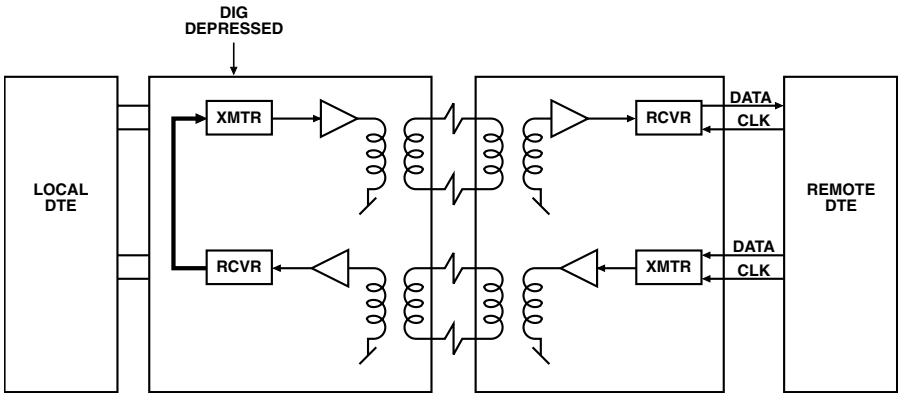 DIG
DEPRESSED
XMTR
RCVR
DATA
CLK
LOCAL
DTE
REMOTE
DTE
RCVR
XMTR
DATA
CLK